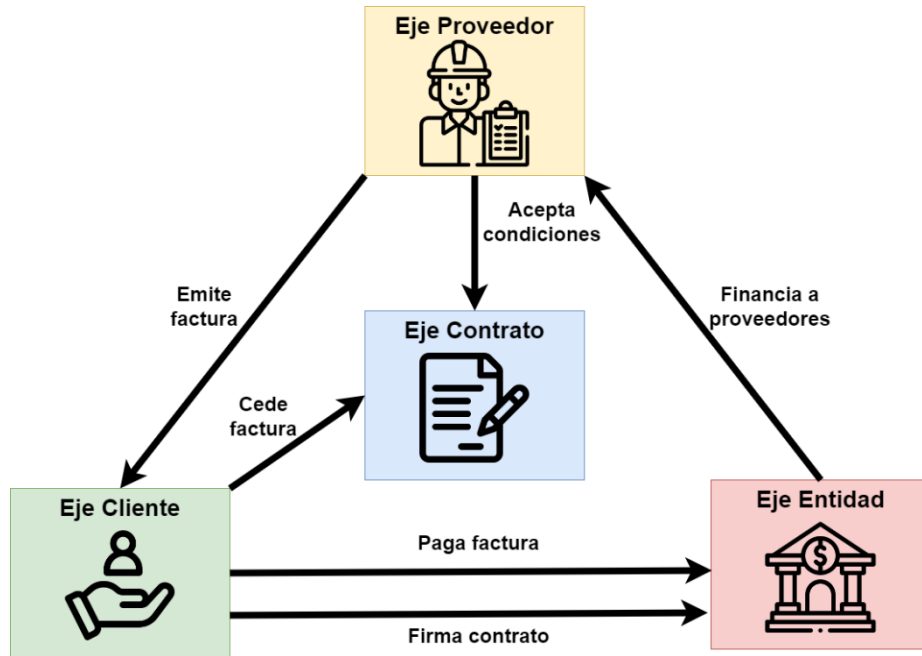 Eje Proveedor
Acepta
condiciones
Emite
factura
Financia a
proveedores
Eje Contrato
Cede
factura
Eje Cliente
Eje Entidad
$
Paga factura
Firma contrato